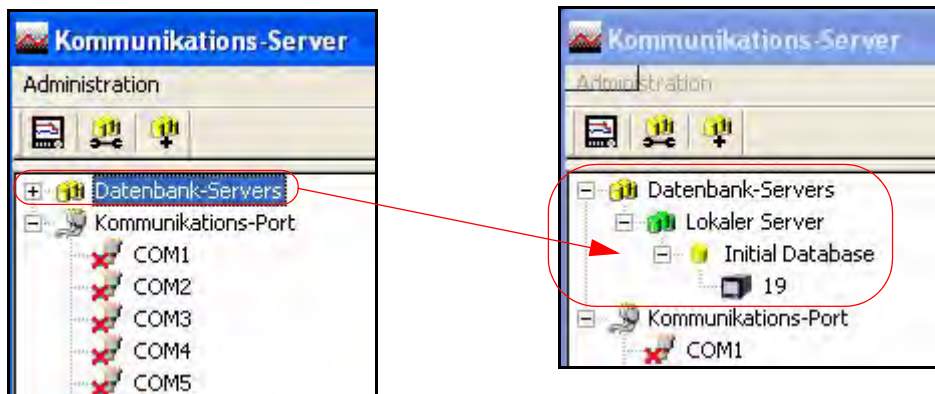 Kommunikations-Server
Administration
Datenbank-Servers
Kommunikations-Port
COM1
COM2
COM3
COM4
COM5
Kommunikations-Server
Administration
Datenbank-Servers
Lokaler Server
Initial Database
19
Kommunikations-Port
COM1